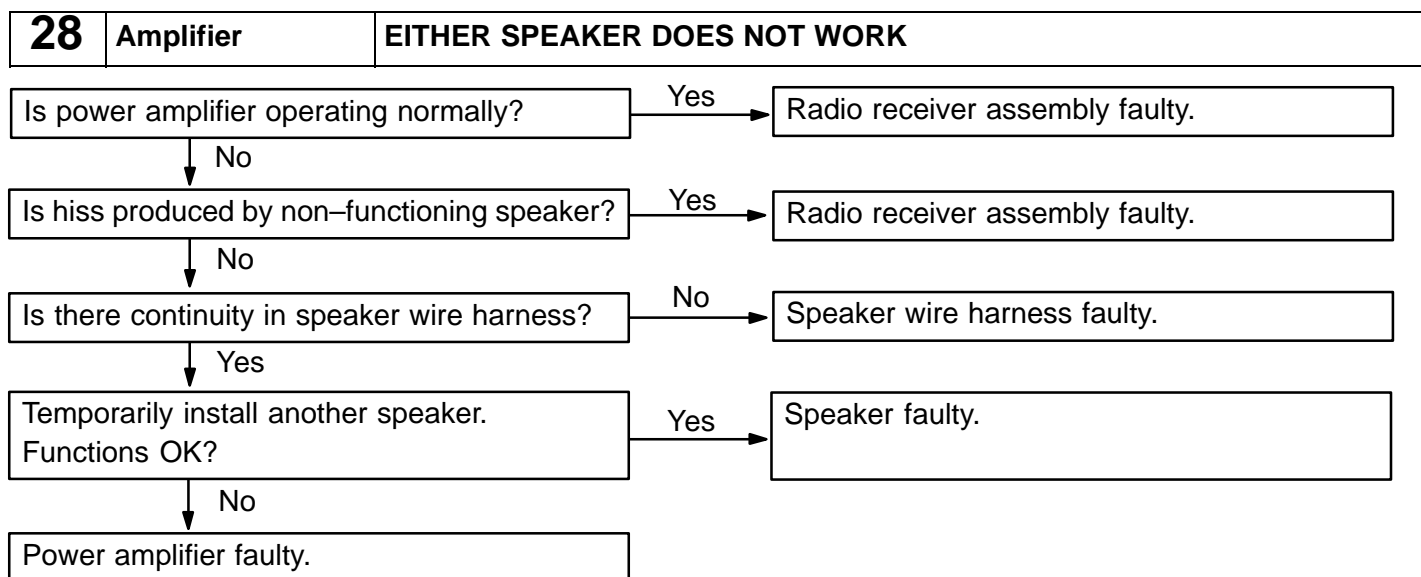 28 Amplifier EITHER SPEAKER DOES NOT WORK
Is power amplifier operating normally? Yes Radio receiver assembly faulty.
No
Is hiss produced by non–functioning speaker? Yes Radio receiver assembly faulty.
No
Is there continuity in speaker wire harness? No Speaker wire harness faulty.
Yes
Temporarily install another speaker.
Functions OK? Yes Speaker faulty.
No
Power amplifier faulty.